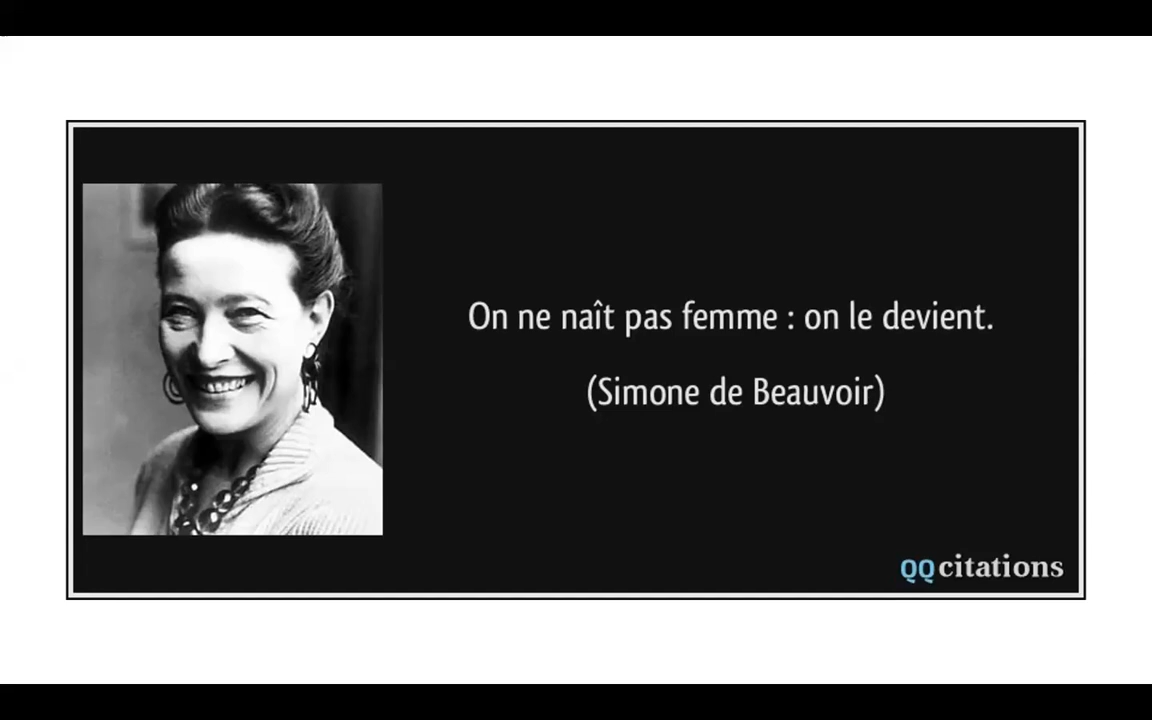 On ne naît pas femme : on le devient.
(Simone de Beauvoir)
QQcitations